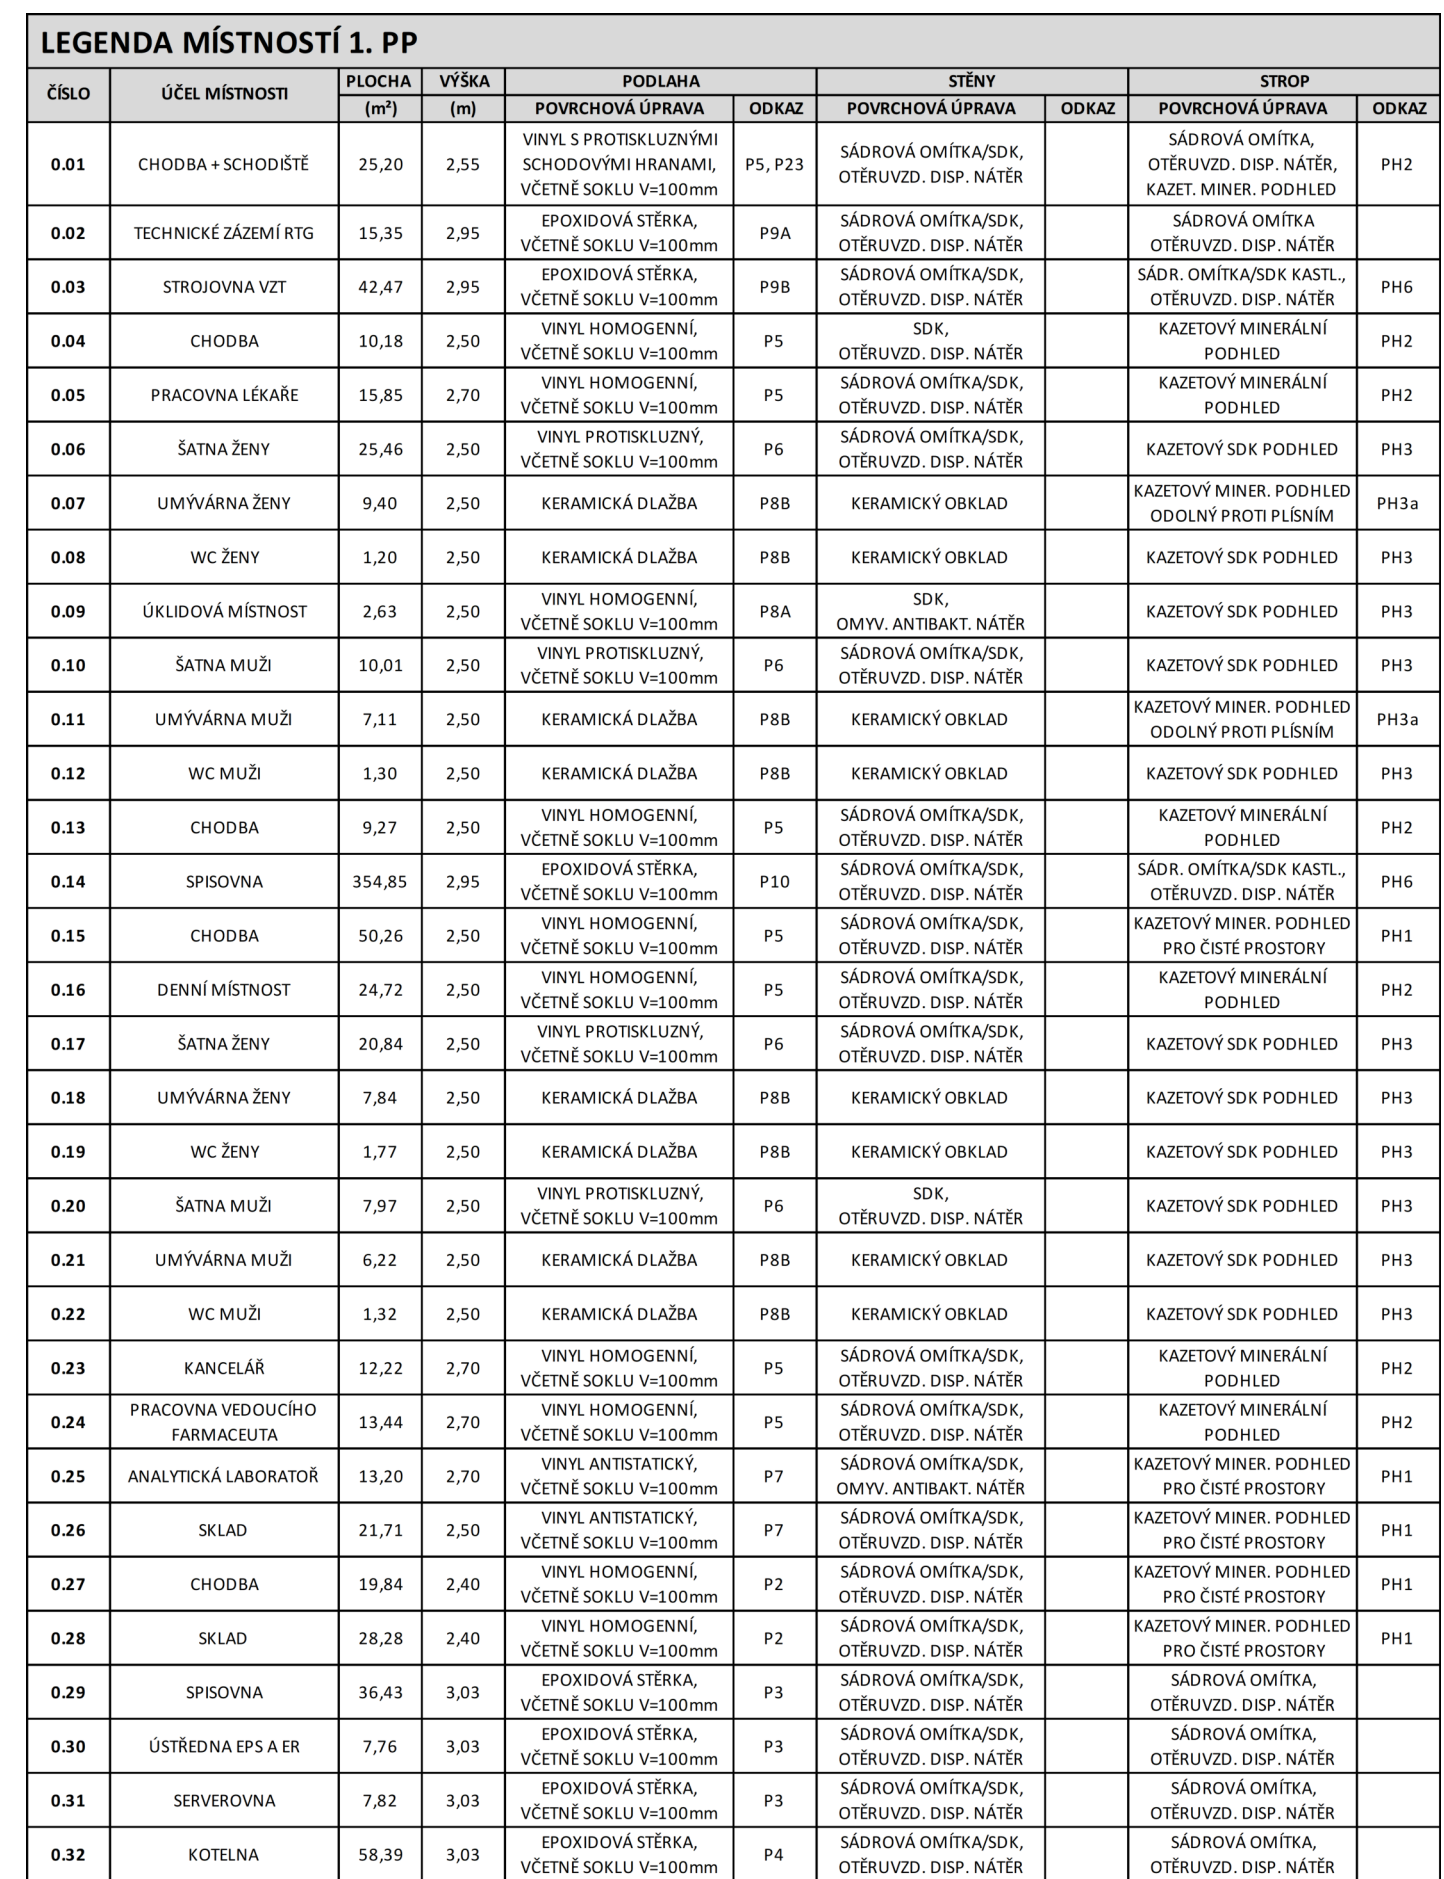 LEGENDA MÍSTNOSTÍ 1. PP
ČÍSLO ÚČEL MÍSTNOSTI PLOCHA VÝŠKA PODLAHA STĚNY STROP
(m²) (m) POVRCHOVÁ ÚPRAVA ODKAZ POVRCHOVÁ ÚPRAVA ODKAZ POVRCHOVÁ ÚPRAVA ODKAZ
0.01 CHODBA + SCHODIŠTĚ 25,20 2,55 VINYL S PROTISKLUZNÝMI
SCHODOVÝMI HRANAMI,
VČETNĚ SOKLU V=100mm P5, P23 SÁDROVÁ OMÍTKA/SDK,
OTĚRUVZD. DISP. NÁTĚR SÁDROVÁ OMÍTKA,
OTĚRUVZD. DISP. NÁTĚR,
KAZET. MINER. PODHLED PH2
0.02 TECHNICKÉ ZÁZEMÍ RTG 15,35 2,95 EPOXIDOVÁ STĚRKA,
VČETNĚ SOKLU V=100mm P9A SÁDROVÁ OMÍTKA/SDK,
OTĚRUVZD. DISP. NÁTĚR SÁDROVÁ OMÍTKA
OTĚRUVZD. DISP. NÁTĚR
0.03 STROJOVNA VZT 42,47 2,95 EPOXIDOVÁ STĚRKA,
VČETNĚ SOKLU V=100mm P9B SÁDROVÁ OMÍTKA/SDK,
OTĚRUVZD. DISP. NÁTĚR SÁDR. OMÍTKA/SDK KASTL.,
OTĚRUVZD. DISP. NÁTĚR PH6
0.04 CHODBA 10,18 2,50 VINYL HOMOGENNÍ,
VČETNĚ SOKLU V=100mm P5 SDK,
OTĚRUVZD. DISP. NÁTĚR KAZETOVÝ MINERÁLNÍ
PODHLED PH2
0.05 PRACOVNA LÉKAŘE 15,85 2,70 VINYL HOMOGENNÍ,
VČETNĚ SOKLU V=100mm P5 SÁDROVÁ OMÍTKA/SDK,
OTĚRUVZD. DISP. NÁTĚR KAZETOVÝ MINERÁLNÍ
PODHLED PH2
0.06 ŠATNA ŽENY 25,46 2,50 VINYL PROTISKLUZNÝ,
VČETNĚ SOKLU V=100mm P6 SÁDROVÁ OMÍTKA/SDK,
OTĚRUVZD. DISP. NÁTĚR KAZETOVÝ SDK PODHLED PH3
0.07 UMÝVÁRNA ŽENY 9,40 2,50 KERAMICKÁ DLAŽBA P8B KERAMICKÝ OBKLAD KAZETOVÝ MINER. PODHLED
ODOLNÝ PROTI PLÍSNÍM PH3a
0.08 WC ŽENY 1,20 2,50 KERAMICKÁ DLAŽBA P8B KERAMICKÝ OBKLAD KAZETOVÝ SDK PODHLED PH3
0.09 ÚKLIDOVÁ MÍSTNOST 2,63 2,50 VINYL HOMOGENNÍ,
VČETNĚ SOKLU V=100mm P8A SDK,
OMYV. ANTIBAKT. NÁTĚR KAZETOVÝ SDK PODHLED PH3
0.10 ŠATNA MUŽI 10,01 2,50 VINYL PROTISKLUZNÝ,
VČETNĚ SOKLU V=100mm P6 SÁDROVÁ OMÍTKA/SDK,
OTĚRUVZD. DISP. NÁTĚR KAZETOVÝ SDK PODHLED PH3
0.11 UMÝVÁRNA MUŽI 7,11 2,50 KERAMICKÁ DLAŽBA P8B KERAMICKÝ OBKLAD KAZETOVÝ MINER. PODHLED
ODOLNÝ PROTI PLÍSNÍM PH3a
0.12 WC MUŽI 1,30 2,50 KERAMICKÁ DLAŽBA P8B KERAMICKÝ OBKLAD KAZETOVÝ SDK PODHLED PH3
0.13 CHODBA 9,27 2,50 VINYL HOMOGENNÍ,
VČETNĚ SOKLU V=100mm P5 SÁDROVÁ OMÍTKA/SDK,
OTĚRUVZD. DISP. NÁTĚR KAZETOVÝ MINERÁLNÍ
PODHLED PH2
0.14 SPISOVNA 354,85 2,95 EPOXIDOVÁ STĚRKA,
VČETNĚ SOKLU V=100mm P10 SÁDROVÁ OMÍTKA/SDK,
OTĚRUVZD. DISP. NÁTĚR SÁDR. OMÍTKA/SDK KASTL.,
OTĚRUVZD. DISP. NÁTĚR PH6
0.15 CHODBA 50,26 2,50 VINYL HOMOGENNÍ,
VČETNĚ SOKLU V=100mm P5 SÁDROVÁ OMÍTKA/SDK,
OTĚRUVZD. DISP. NÁTĚR KAZETOVÝ MINER. PODHLED
PRO ČISTÉ PROSTORY PH1
0.16 DENNÍ MÍSTNOST 24,72 2,50 VINYL HOMOGENNÍ,
VČETNĚ SOKLU V=100mm P5 SÁDROVÁ OMÍTKA/SDK,
OTĚRUVZD. DISP. NÁTĚR KAZETOVÝ MINERÁLNÍ
PODHLED PH2
0.17 ŠATNA ŽENY 20,84 2,50 VINYL PROTISKLUZNÝ,
VČETNĚ SOKLU V=100mm P6 SÁDROVÁ OMÍTKA/SDK,
OTĚRUVZD. DISP. NÁTĚR KAZETOVÝ SDK PODHLED PH3
0.18 UMÝVÁRNA ŽENY 7,84 2,50 KERAMICKÁ DLAŽBA P8B KERAMICKÝ OBKLAD KAZETOVÝ SDK PODHLED PH3
0.19 WC ŽENY 1,77 2,50 KERAMICKÁ DLAŽBA P8B KERAMICKÝ OBKLAD KAZETOVÝ SDK PODHLED PH3
0.20 ŠATNA MUŽI 7,97 2,50 VINYL PROTISKLUZNÝ,
VČETNĚ SOKLU V=100mm P6 SDK,
OTĚRUVZD. DISP. NÁTĚR KAZETOVÝ SDK PODHLED PH3
0.21 UMÝVÁRNA MUŽI 6,22 2,50 KERAMICKÁ DLAŽBA P8B KERAMICKÝ OBKLAD KAZETOVÝ SDK PODHLED PH3
0.22 WC MUŽI 1,32 2,50 KERAMICKÁ DLAŽBA P8B KERAMICKÝ OBKLAD KAZETOVÝ SDK PODHLED PH3
0.23 KANCELÁŘ 12,22 2,70 VINYL HOMOGENNÍ,
VČETNĚ SOKLU V=100mm P5 SÁDROVÁ OMÍTKA/SDK,
OTĚRUVZD. DISP. NÁTĚR KAZETOVÝ MINERÁLNÍ
PODHLED PH2
0.24 PRACOVNA VEDOUCÍHO
FARMACEUTA 13,44 2,70 VINYL HOMOGENNÍ,
VČETNĚ SOKLU V=100mm P5 SÁDROVÁ OMÍTKA/SDK,
OTĚRUVZD. DISP. NÁTĚR KAZETOVÝ MINERÁLNÍ
PODHLED PH2
0.25 ANALYTICKÁ LABORATOŘ 13,20 2,70 VINYL ANTISTATICKÝ,
VČETNĚ SOKLU V=100mm P7 SÁDROVÁ OMÍTKA/SDK,
OMYV. ANTIBAKT. NÁTĚR KAZETOVÝ MINER. PODHLED
PRO ČISTÉ PROSTORY PH1
0.26 SKLAD 21,71 2,50 VINYL ANTISTATICKÝ,
VČETNĚ SOKLU V=100mm P7 SÁDROVÁ OMÍTKA/SDK,
OTĚRUVZD. DISP. NÁTĚR KAZETOVÝ MINER. PODHLED
PRO ČISTÉ PROSTORY PH1
0.27 CHODBA 19,84 2,40 VINYL HOMOGENNÍ,
VČETNĚ SOKLU V=100mm P2 SÁDROVÁ OMÍTKA/SDK,
OTĚRUVZD. DISP. NÁTĚR KAZETOVÝ MINER. PODHLED
PRO ČISTÉ PROSTORY PH1
0.28 SKLAD 28,28 2,40 VINYL HOMOGENNÍ,
VČETNĚ SOKLU V=100mm P2 SÁDROVÁ OMÍTKA/SDK,
OTĚRUVZD. DISP. NÁTĚR KAZETOVÝ MINER. PODHLED
PRO ČISTÉ PROSTORY PH1
0.29 SPISOVNA 36,43 3,03 EPOXIDOVÁ STĚRKA,
VČETNĚ SOKLU V=100mm P3 SÁDROVÁ OMÍTKA/SDK,
OTĚRUVZD. DISP. NÁTĚR SÁDROVÁ OMÍTKA,
OTĚRUVZD. DISP. NÁTĚR
0.30 ÚSTŘEDNA EPS A ER 7,76 3,03 EPOXIDOVÁ STĚRKA,
VČETNĚ SOKLU V=100mm P3 SÁDROVÁ OMÍTKA/SDK,
OTĚRUVZD. DISP. NÁTĚR SÁDROVÁ OMÍTKA,
OTĚRUVZD. DISP. NÁTĚR
0.31 SERVEROVNA 7,82 3,03 EPOXIDOVÁ STĚRKA,
VČETNĚ SOKLU V=100mm P3 SÁDROVÁ OMÍTKA/SDK,
OTĚRUVZD. DISP. NÁTĚR SÁDROVÁ OMÍTKA,
OTĚRUVZD. DISP. NÁTĚR
0.32 KOTELNA 58,39 3,03 EPOXIDOVÁ STĚRKA,
VČETNĚ SOKLU V=100mm P4 SÁDROVÁ OMÍTKA/SDK,
OTĚRUVZD. DISP. NÁTĚR SÁDROVÁ OMÍTKA,
OTĚRUVZD. DISP. NÁTĚR